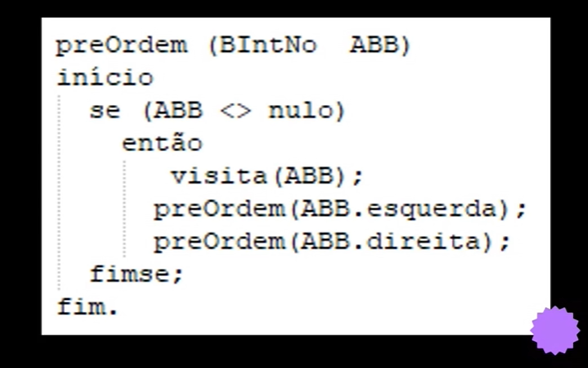 preOrdem (BIntNo ABB)
início
se (ABB <> nulo)
então
visita(ABB);
preOrdem(ABB.esquerda);
preOrdem(ABB.direita);
fimse;
fim.